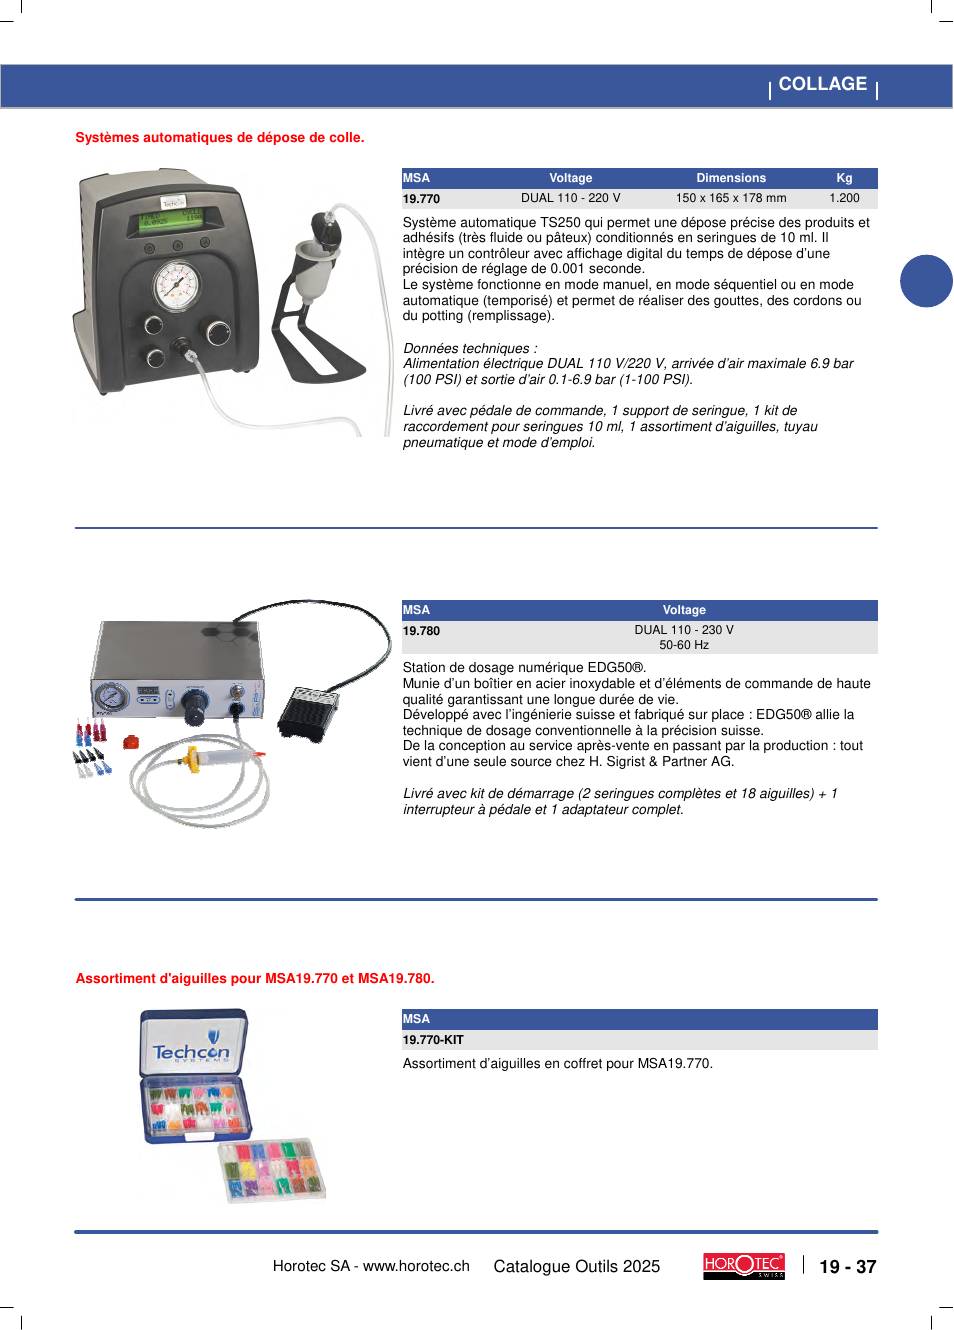 COLLAGE
Systèmes automatiques de dépose de colle.
MSA Voltage Dimensions Kg
19.770 DUAL 110 - 220 V 150 x 165 x 178 mm 1.200
Système automatique TS250 qui permet une dépose précise des produits et
adhésifs (très fluide ou pâteux) conditionnés en seringues de 10 ml. Il
intègre un contrôleur avec affichage digital du temps de dépose d’une
précision de réglage de 0.001 seconde.
Le système fonctionne en mode manuel, en mode séquentiel ou en mode
automatique (temporisé) et permet de réaliser des gouttes, des cordons ou
du potting (remplissage).
Données techniques :
Alimentation électrique DUAL 110 V/220 V, arrivée d’air maximale 6.9 bar
(100 PSI) et sortie d’air 0.1-6.9 bar (1-100 PSI).
Livré avec pédale de commande, 1 support de seringue, 1 kit de
raccordement pour seringues 10 ml, 1 assortiment d’aiguilles, tuyau
pneumatique et mode d’emploi.
Techcon
MSA Voltage
19.780 DUAL 110 - 230 V
50-60 Hz
Station de dosage numérique EDG50®.
Munie d’un boîtier en acier inoxydable et d’éléments de commande de haute
qualité garantissant une longue durée de vie.
Développé avec l’ingénierie suisse et fabriqué sur place : EDG50® allie la
technique de dosage conventionnelle à la précision suisse.
De la conception au service après-vente en passant par la production : tout
vient d’une seule source chez H. Sigrist & Partner AG.
Livré avec kit de démarrage (2 seringues complètes et 18 aiguilles) + 1
interrupteur à pédale et 1 adaptateur complet.
Assortiment d'aiguilles pour MSA19.770 et MSA19.780.
MSA
19.770-KIT
Assortiment d’aiguilles en coffret pour MSA19.770.
Techcon
SYSTEMS
Horotec SA - www.horotec.ch Catalogue Outils 2025 HOROTEC® SWISS 19 - 37